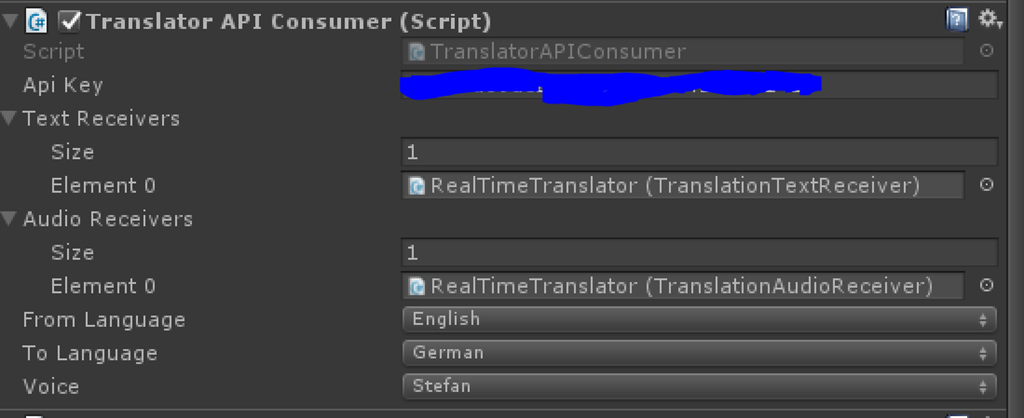 Translator API Consumer (Script)
Script TranslatorAPIConsumer
Api Key
Text Receivers
Size 1
Element 0 RealTimeTranslator (TranslationTextReceiver)
Audio Receivers
Size 1
Element 0 RealTimeTranslator (TranslationAudioReceiver)
From Language English
To Language German
Voice Stefan